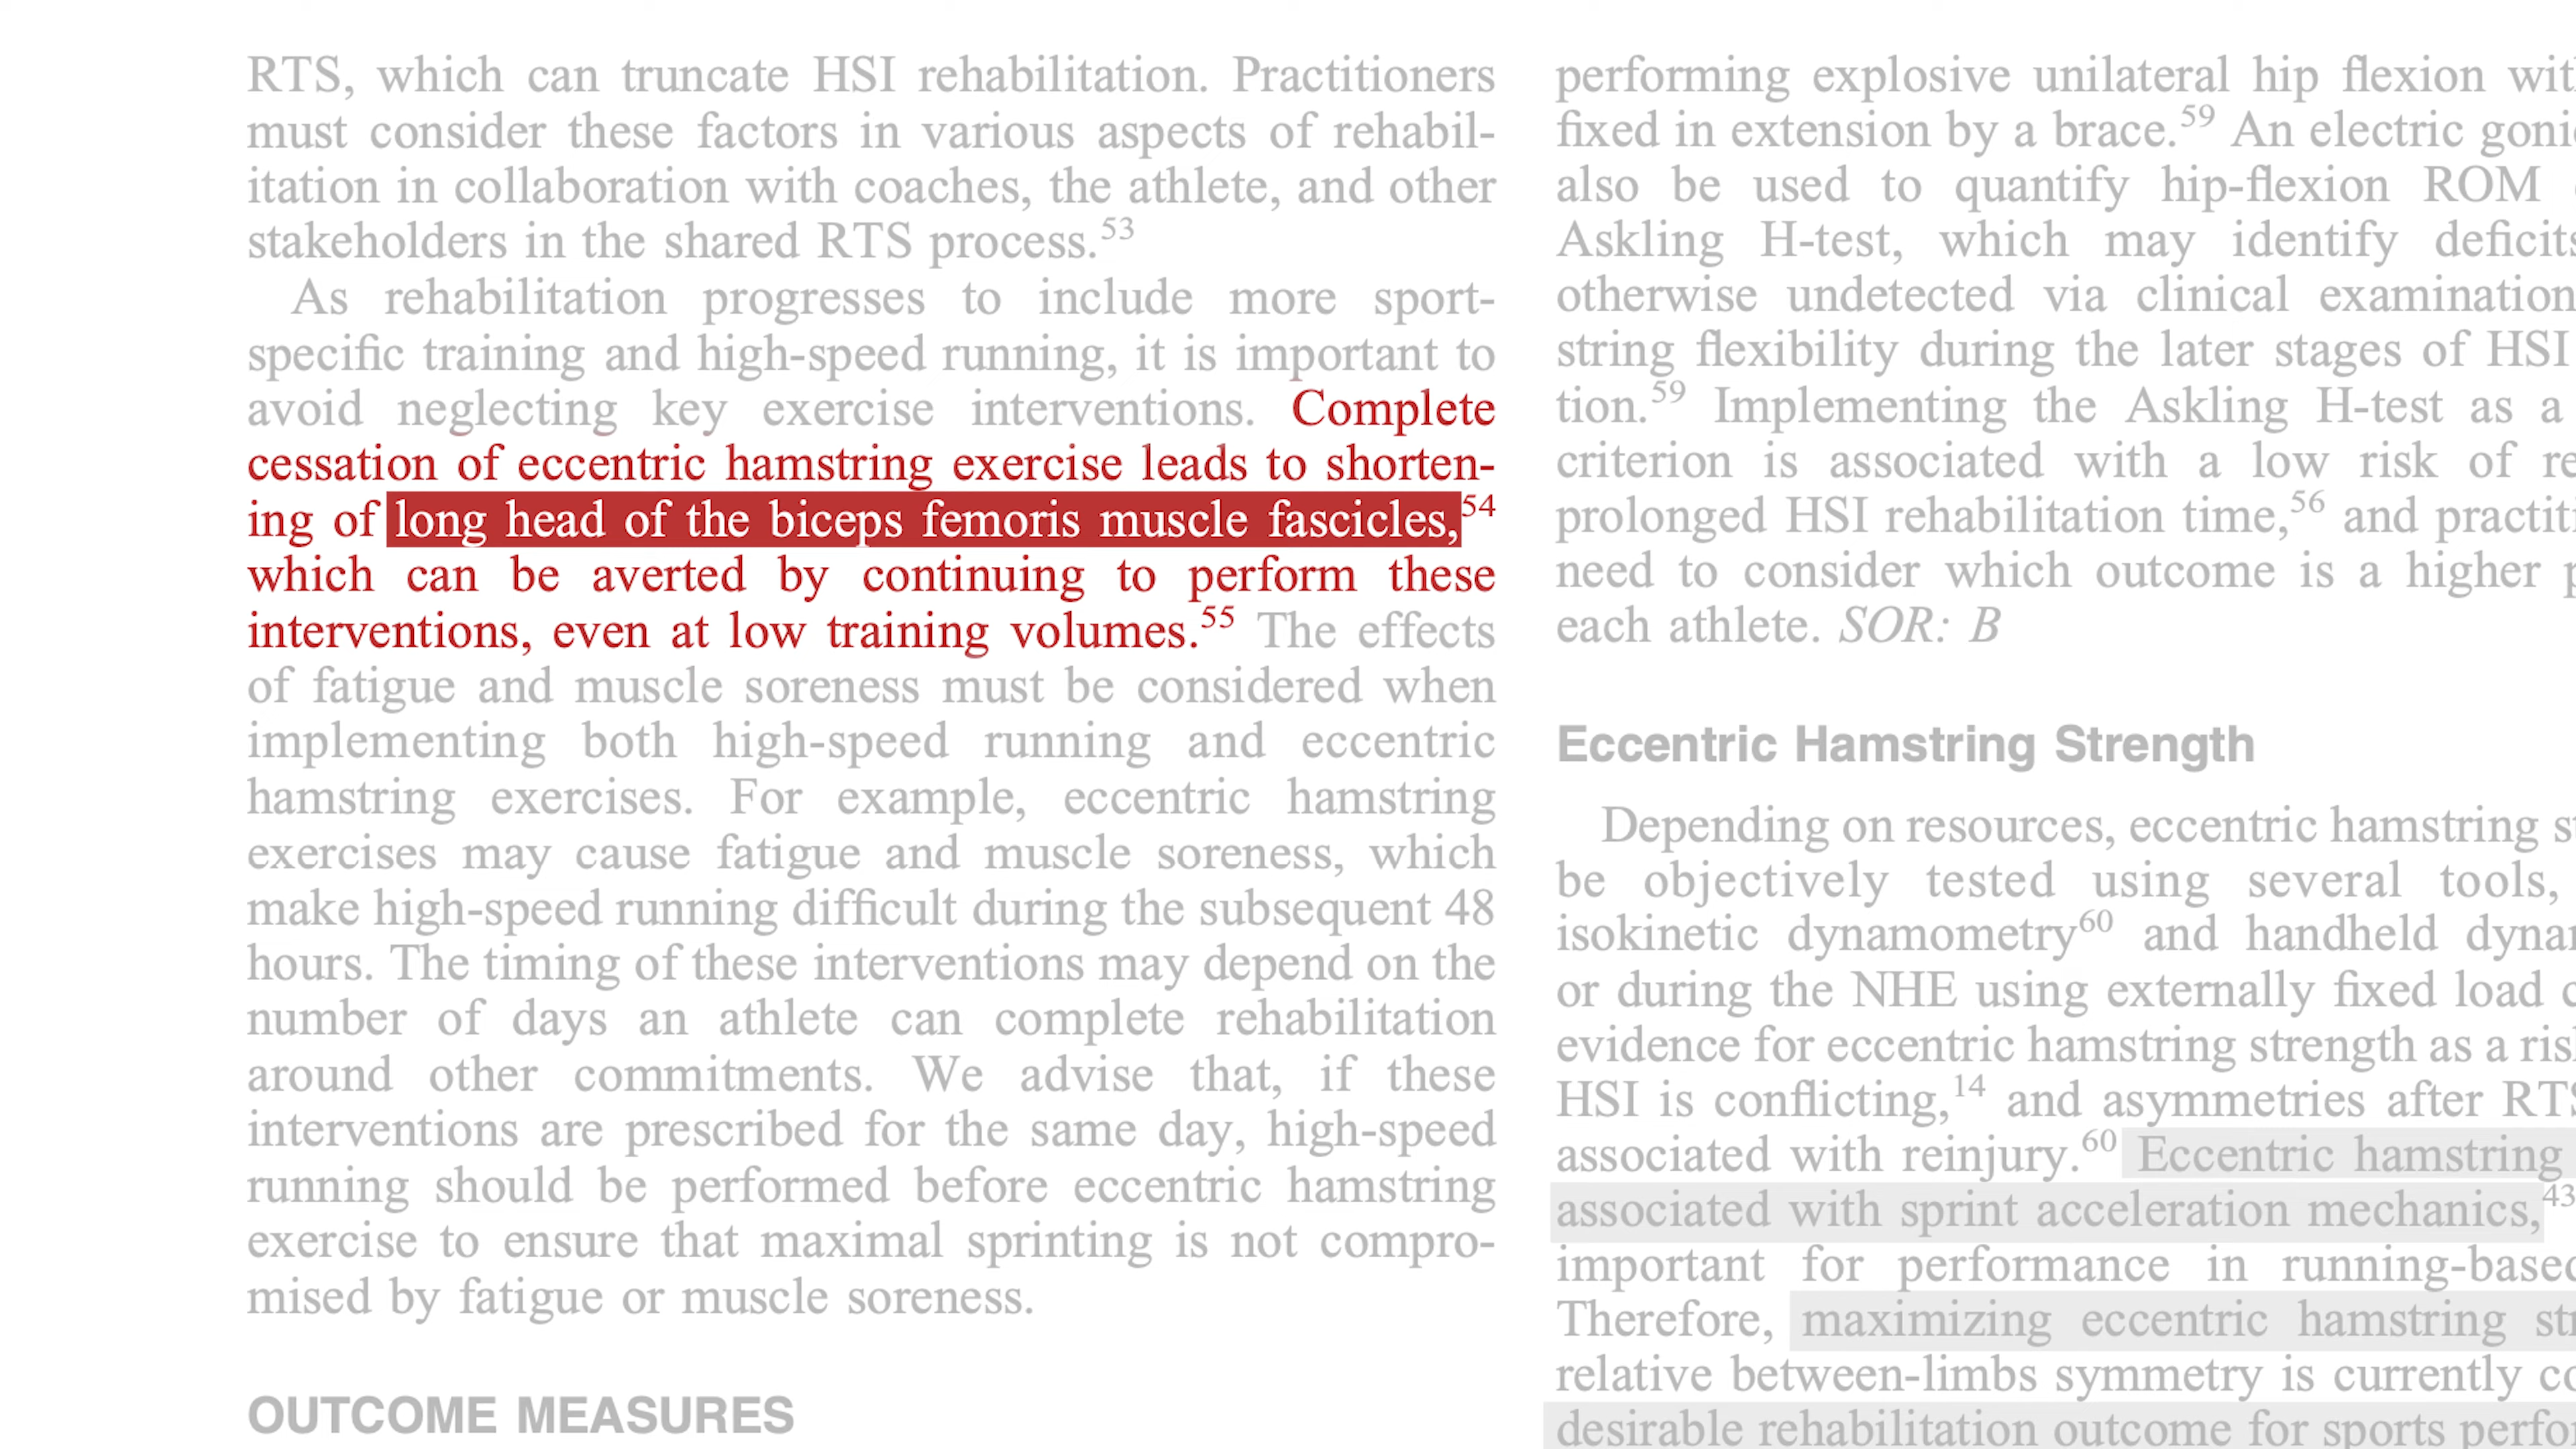 RTS, which can truncate HSI rehabilitation. Practitioners
must consider these factors in various aspects of rehabil-
itation in collaboration with coaches, the athlete, and other
stakeholders in the shared RTS process.53
As rehabilitation progresses to include more sport-
specific training and high-speed running, it is important to
avoid neglecting key exercise interventions. Complete
cessation of eccentric hamstring exercise leads to shorten-
ing of long head of the biceps femoris muscle fascicles,54
which can be averted by continuing to perform these
interventions, even at low training volumes.55 The effects
of fatigue and muscle soreness must be considered when
implementing both high-speed running and eccentric
hamstring exercises. For example, eccentric hamstring
exercises may cause fatigue and muscle soreness, which
make high-speed running difficult during the subsequent 48
hours. The timing of these interventions may depend on the
number of days an athlete can complete rehabilitation
around other commitments. We advise that, if these
interventions are prescribed for the same day, high-speed
running should be performed before eccentric hamstring
exercise to ensure that maximal sprinting is not compro-
mised by fatigue or muscle soreness.
OUTCOME MEASURES
performing explosive unilateral hip flexion
fixed in extension by a brace.59 An electric
also be used to quantify hip-flexion ROM
Askling H-test, which may identify deficits
otherwise undetected via clinical examination
string flexibility during the later stages of HSI
tion.59 Implementing the Askling H-test as a
criterion is associated with a low risk of
prolonged HSI rehabilitation time,56 and
need to consider which outcome is a higher
each athlete. SOR: B
Eccentric Hamstring Strength
Depending on resources, eccentric hamstring
be objectively tested using several tools,
isokinetic dynamometry60 and handheld
or during the NHE using externally fixed load
evidence for eccentric hamstring strength as a
HSI is conflicting,14 and asymmetries after RTS
associated with reinjury.60 Eccentric hamstring
associated with sprint acceleration mechanics,43
important for performance in running-based
Therefore, maximizing eccentric hamstring
relative between-limbs symmetry is currently
desirable rehabilitation outcome for sports